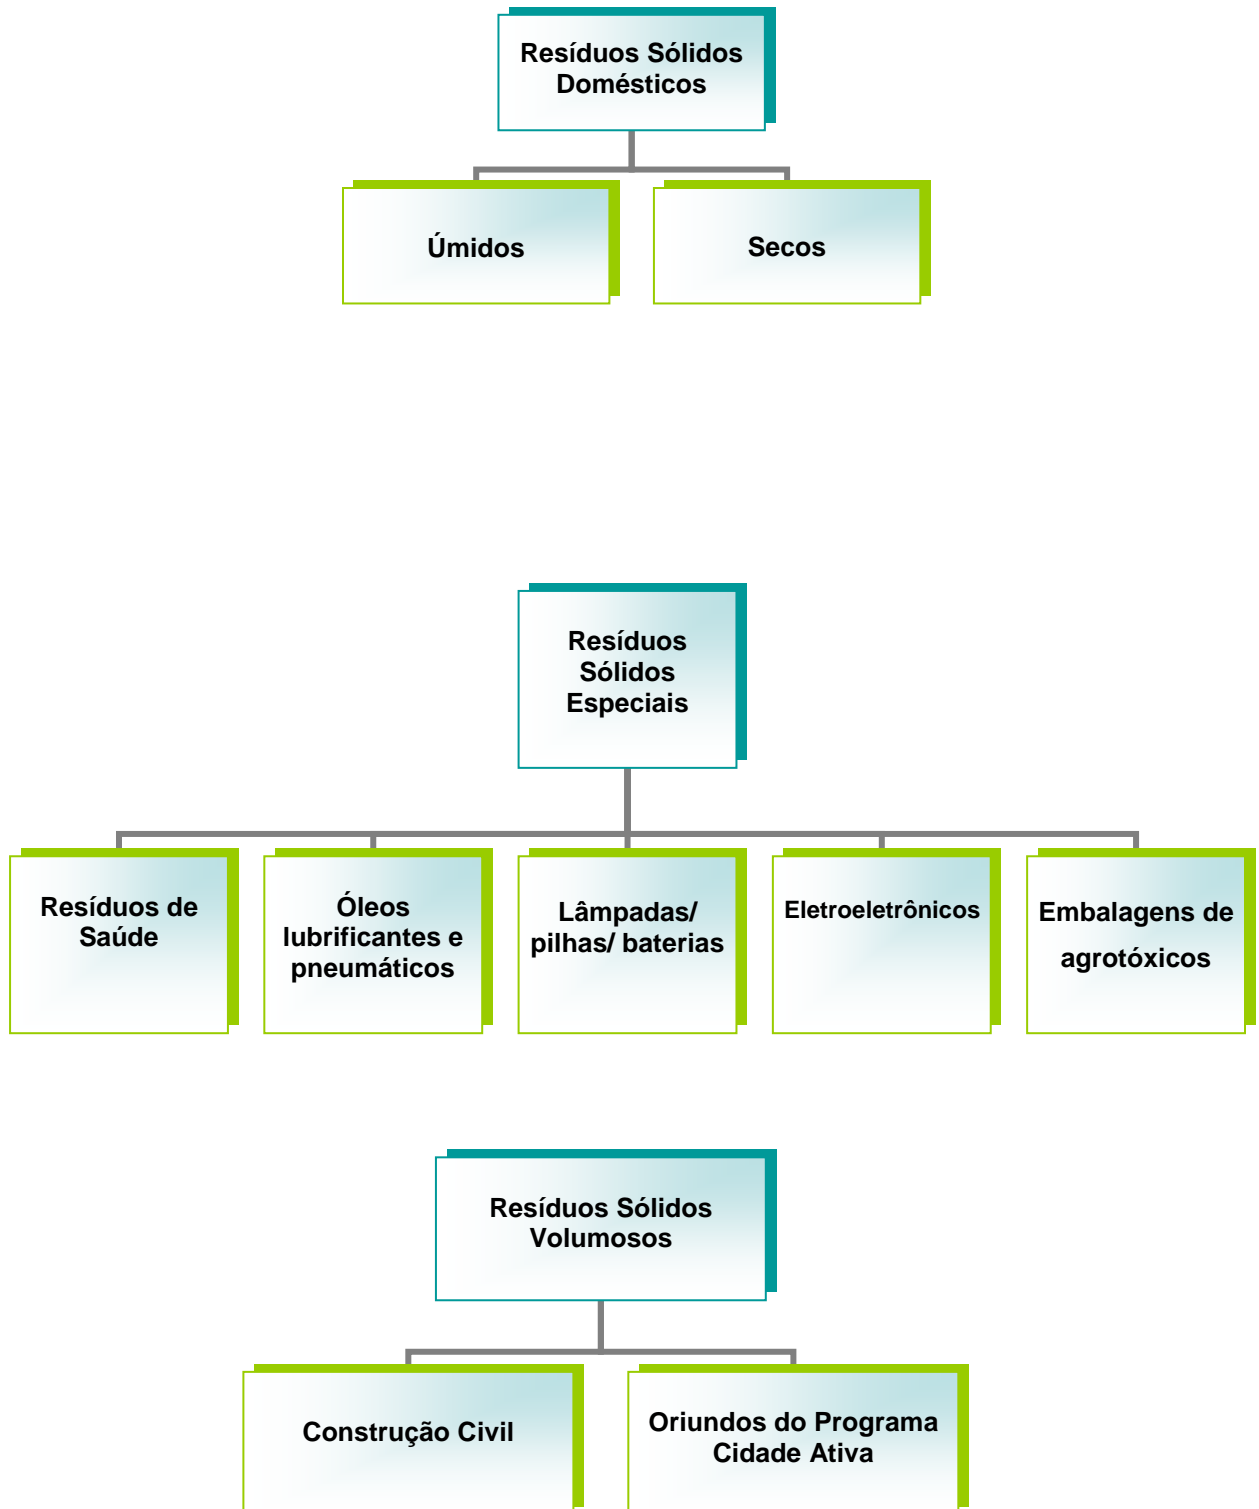 Resíduos Sólidos
Domésticos
Úmidos
Secos
Resíduos
Sólidos
Especiais
Resíduos de
Saúde
Óleos
lubrificantes e
pneumáticos
Lâmpadas/
pilhas/ baterias
Eletroeletrônicos
Embalagens de
agrotóxicos
Resíduos Sólidos
Volumosos
Construção Civil
Oriundos do Programa
Cidade Ativa